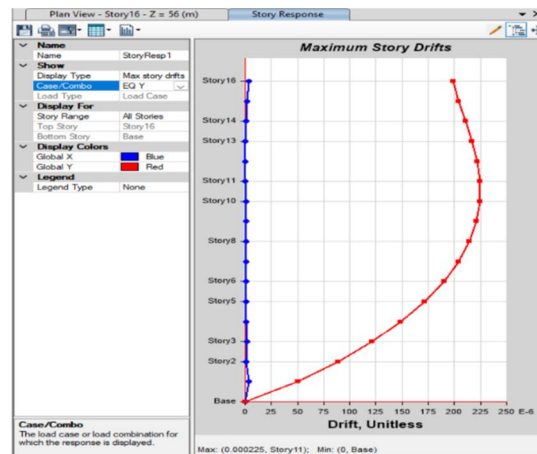 Plan View - Story16 - Z = 56 (m)
Story Response
Name
Name StoryResp1
Show
Display Type Max story drifts
Case/Combo EQ Y
Load Type Load Case
Display For
Story Range All Stories
Top Story Story16
Bottom Story Base
Display Colors
Global X Blue
Global Y Red
Legend
Legend Type None
Case/Combo
The load case or load combination for
which the response is displayed.
Maximum Story Drifts
Story16
Story14
Story13
Story11
Story10
Story8
Story6
Story5
Story3
Story2
Base
0 25 50 75 100 125 150 175 200 225 250 E-6
Drift, Unitless
Max: (0.000225, Story11); Min: (0, Base)